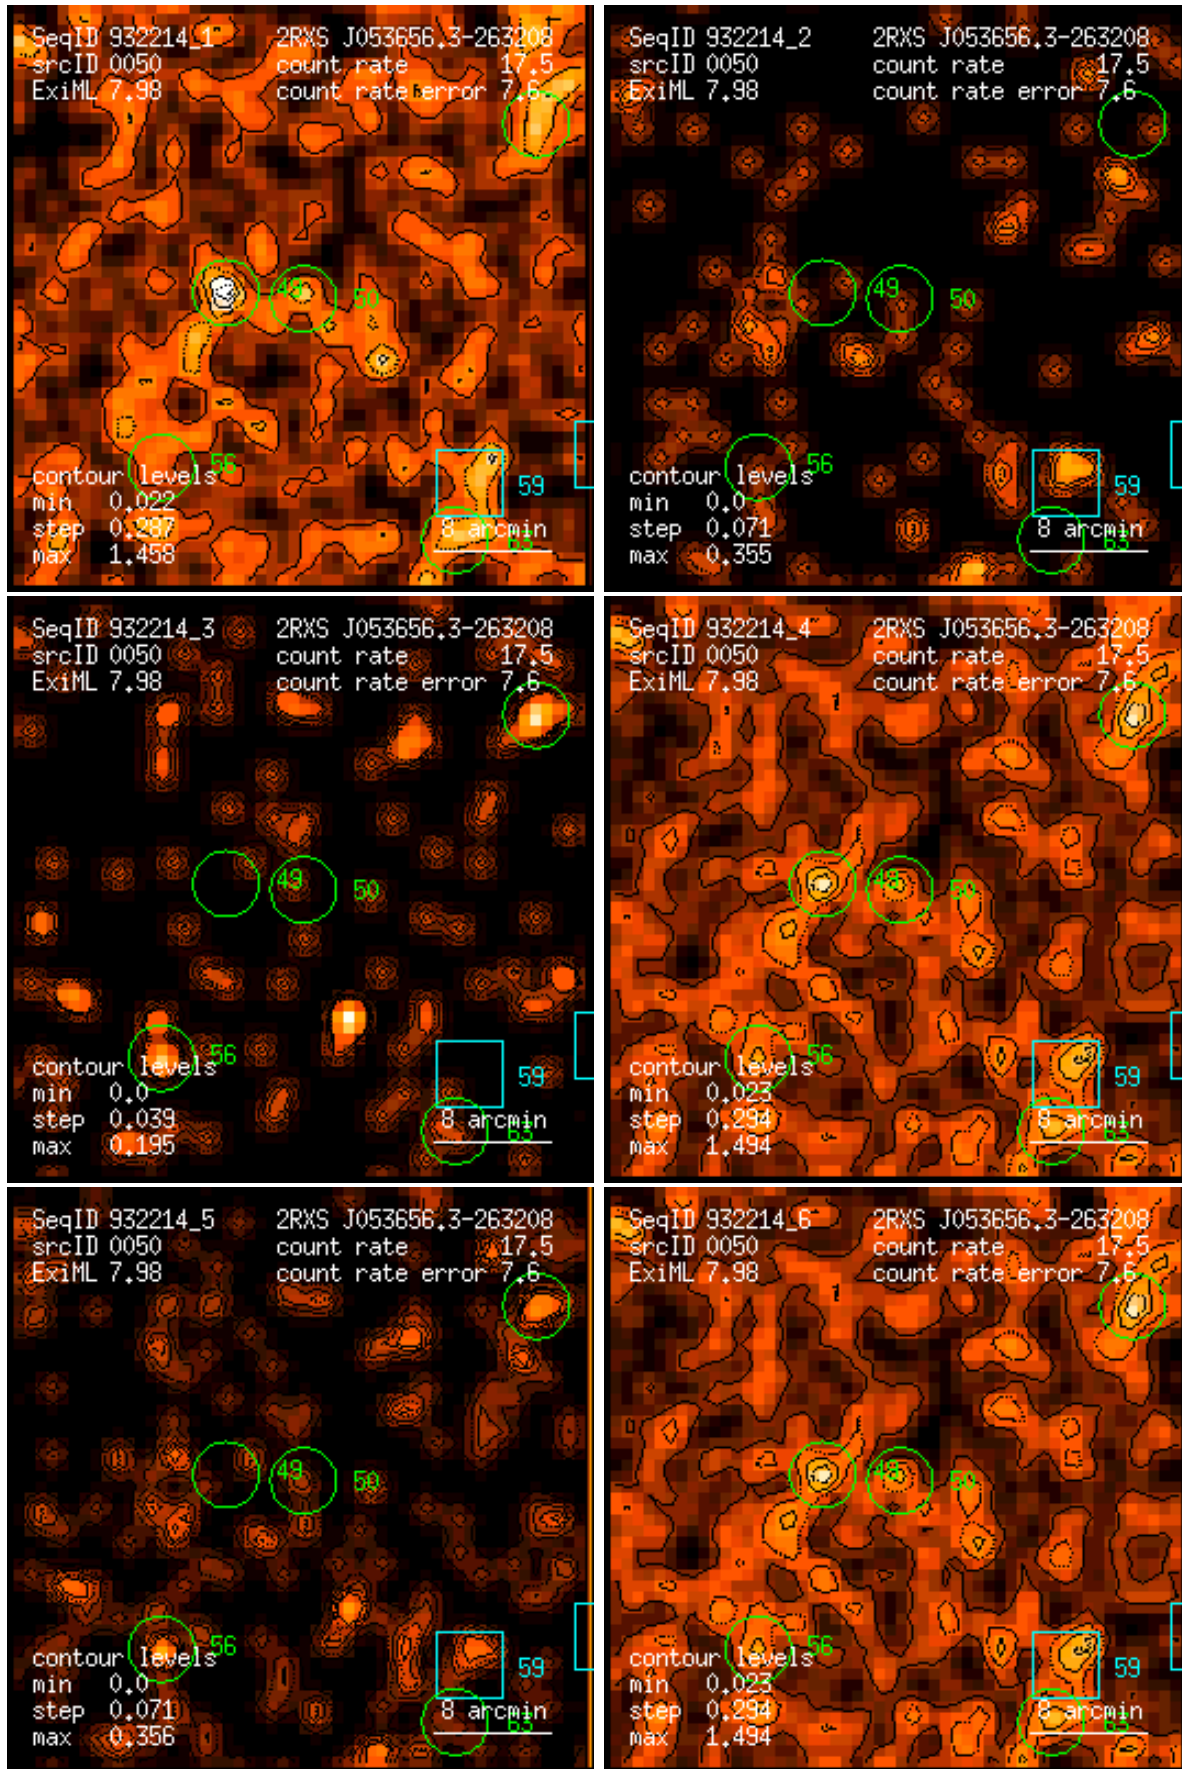 SeqID 932214_1 2RXS J053656.3-263208
srcID 0050 count rate 17.5
ExiML 7.98 count rate error 7.6
49 50
56
contour levels
59
min 0.022
step 0.287 8 arcmin 63
max 1.458
SeqID 932214_2 2RXS J053656.3-263208
srcID 0050 count rate 17.5
ExiML 7.98 count rate error 7.6
49 50
56
contour levels
59
min 0.0
step 0.071 8 arcmin 63
max 0.355
SeqID 932214_3 2RXS J053656.3-263208
srcID 0050 count rate 17.5
ExiML 7.98 count rate error 7.6
49 50
56
contour levels
59
min 0.0
step 0.039 8 arcmin 63
max 0.195
SeqID 932214_4 2RXS J053656.3-263208
srcID 0050 count rate 17.5
ExiML 7.98 count rate error 7.6
49 50
56
contour levels
59
min 0.023
step 0.294 8 arcmin 63
max 1.494
SeqID 932214_5 2RXS J053656.3-263208
srcID 0050 count rate 17.5
ExiML 7.98 count rate error 7.6
49 50
56
contour levels
59
min 0.0
step 0.071 8 arcmin 63
max 0.356
SeqID 932214_6 2RXS J053656.3-263208
srcID 0050 count rate 17.5
ExiML 7.98 count rate error 7.6
49 50
56
contour levels
59
min 0.023
step 0.294 8 arcmin 63
max 1.494